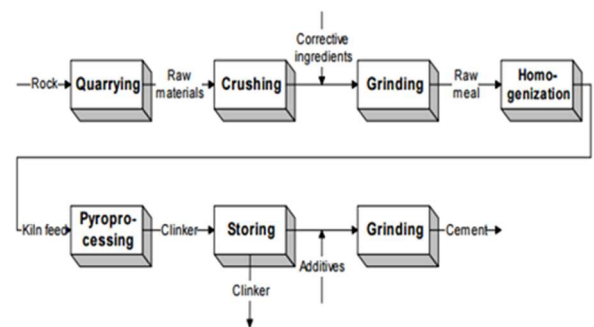 Corrective
ingredients
Rock
Quarrying
Raw
materials
Crushing
Grinding
Raw
meal
Homo-
genization
Kiln feed
Pyropro-
cessing
Clinker
Storing
Additives
Grinding
Cement
Clinker